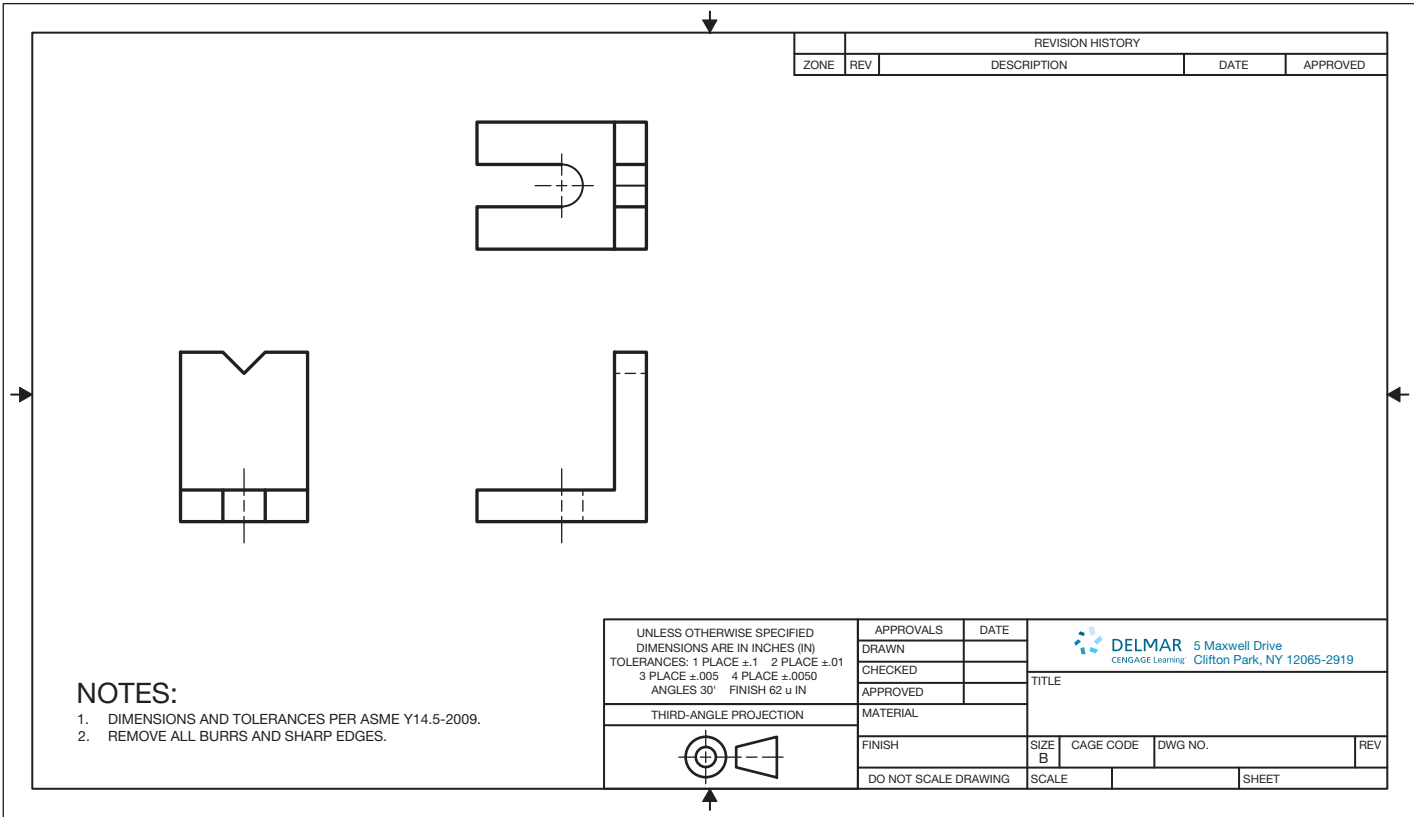 REVISION HISTORY
ZONE REV DESCRIPTION DATE APPROVED
NOTES:
1. DIMENSIONS AND TOLERANCES PER ASME Y14.5-2009.
2. REMOVE ALL BURRS AND SHARP EDGES.
UNLESS OTHERWISE SPECIFIED
DIMENSIONS ARE IN INCHES (IN)
TOLERANCES: 1 PLACE ±.1 2 PLACE ±.01
3 PLACE ±.005 4 PLACE ±.0050
ANGLES 30' FINISH 62 u IN
THIRD-ANGLE PROJECTION
APPROVALS DATE
DRAWN
CHECKED
APPROVED
MATERIAL
FINISH
DO NOT SCALE DRAWING
DELMAR
CENGAGE Learning
5 Maxwell Drive
Clifton Park, NY 12065-2919
TITLE
SIZE CAGE CODE DWG NO. REV
B
SCALE SHEET